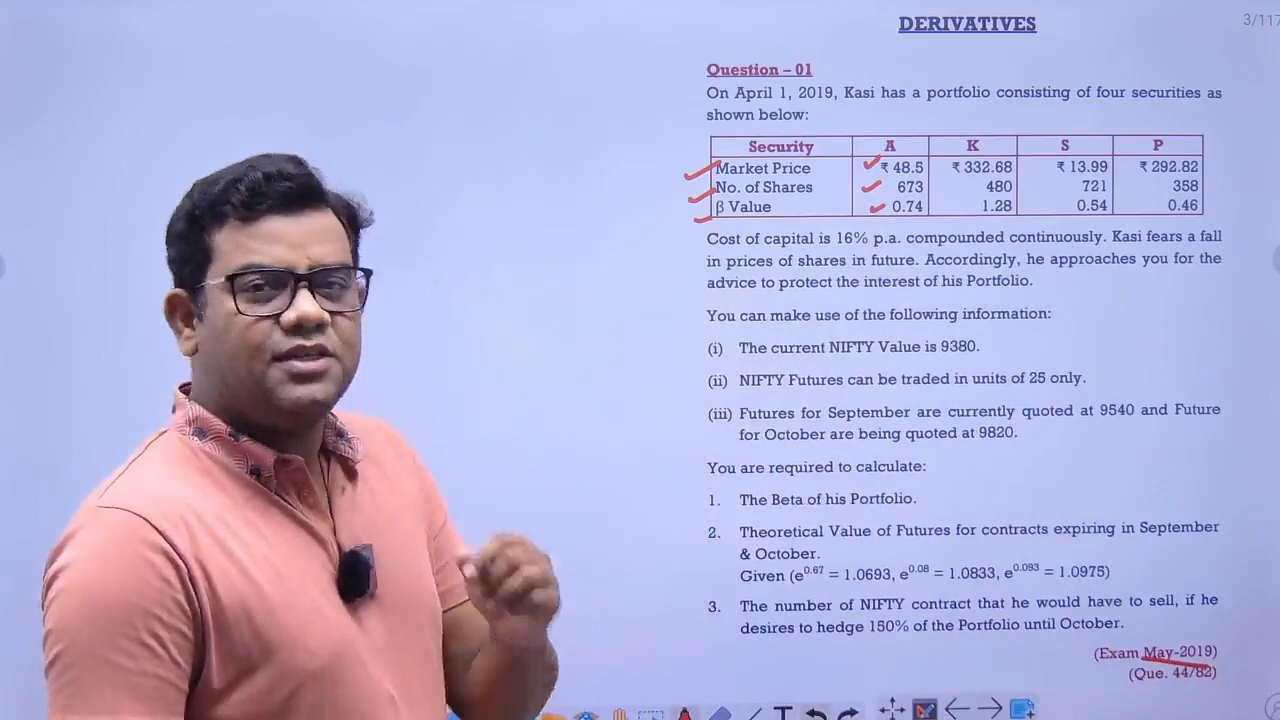 DERIVATIVES
3/117
Question – 01
On April 1, 2019, Kasi has a portfolio consisting of four securities as
shown below:
Security A K S P
Market Price ₹ 48.5 ₹ 332.68 ₹ 13.99 ₹ 292.82
No. of Shares 673 480 721 358
β Value 0.74 1.28 0.54 0.46
Cost of capital is 16% p.a. compounded continuously. Kasi fears a fall
in prices of shares in future. Accordingly, he approaches you for the
advice to protect the interest of his Portfolio.
You can make use of the following information:
(i) The current NIFTY Value is 9380.
(ii) NIFTY Futures can be traded in units of 25 only.
(iii) Futures for September are currently quoted at 9540 and Future
for October are being quoted at 9820.
You are required to calculate:
1. The Beta of his Portfolio.
2. Theoretical Value of Futures for contracts expiring in September
& October.
Given (e^0.67 = 1.0693, e^0.08 = 1.0833, e^0.093 = 1.0975)
3. The number of NIFTY contract that he would have to sell, if he
desires to hedge 150% of the Portfolio until October.
(Exam May-2019)
(Que. 44/82)